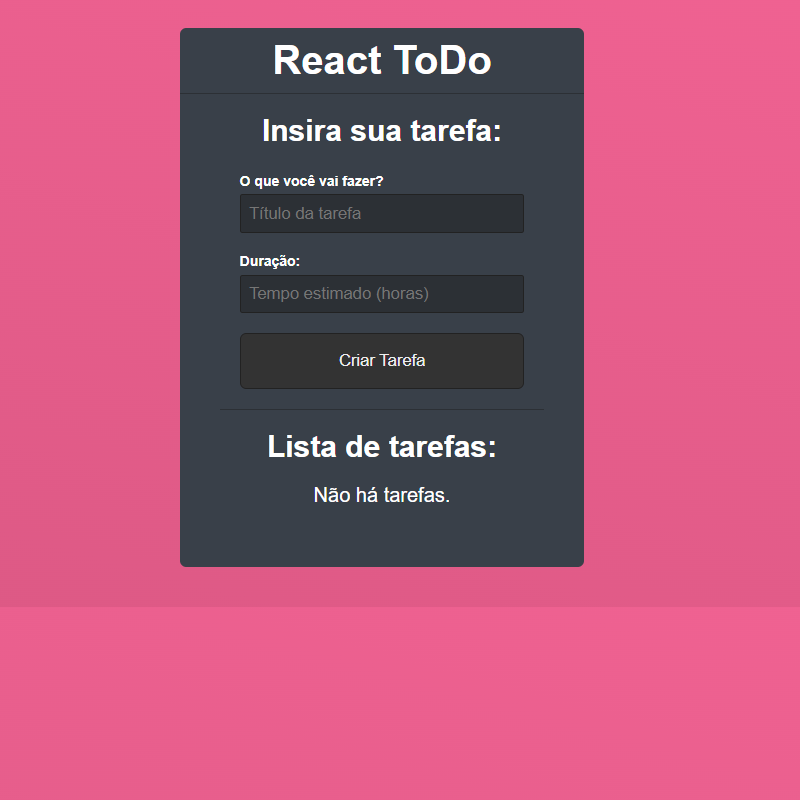 React ToDo
Insira sua tarefa:
O que você vai fazer?
Título da tarefa
Duração:
Tempo estimado (horas)
Criar Tarefa
Lista de tarefas:
Não há tarefas.